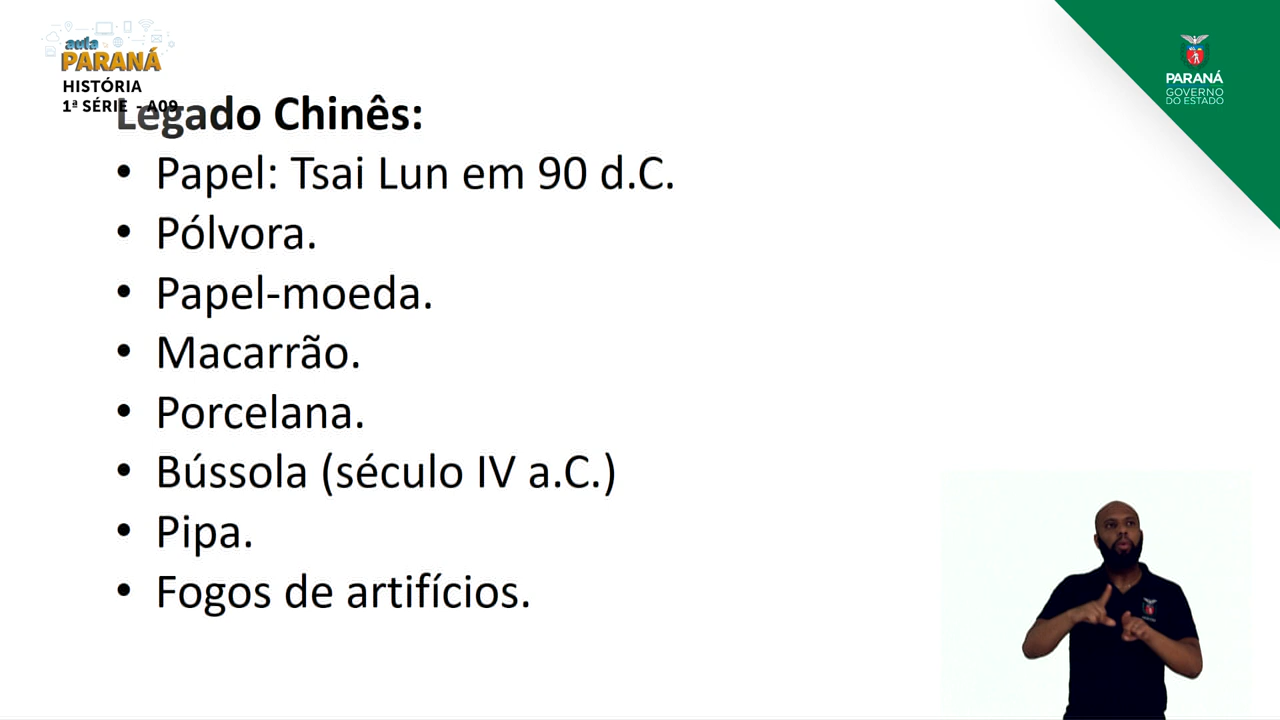 aula
PARANÁ
HISTÓRIA
1ª SÉRIE - A09
Legado Chinês:
• Papel: Tsai Lun em 90 d.C.
• Pólvora.
• Papel-moeda.
• Macarrão.
• Porcelana.
• Bússola (século IV a.C.)
• Pipa.
• Fogos de artifícios.
PARANÁ
GOVERNO
DO ESTADO